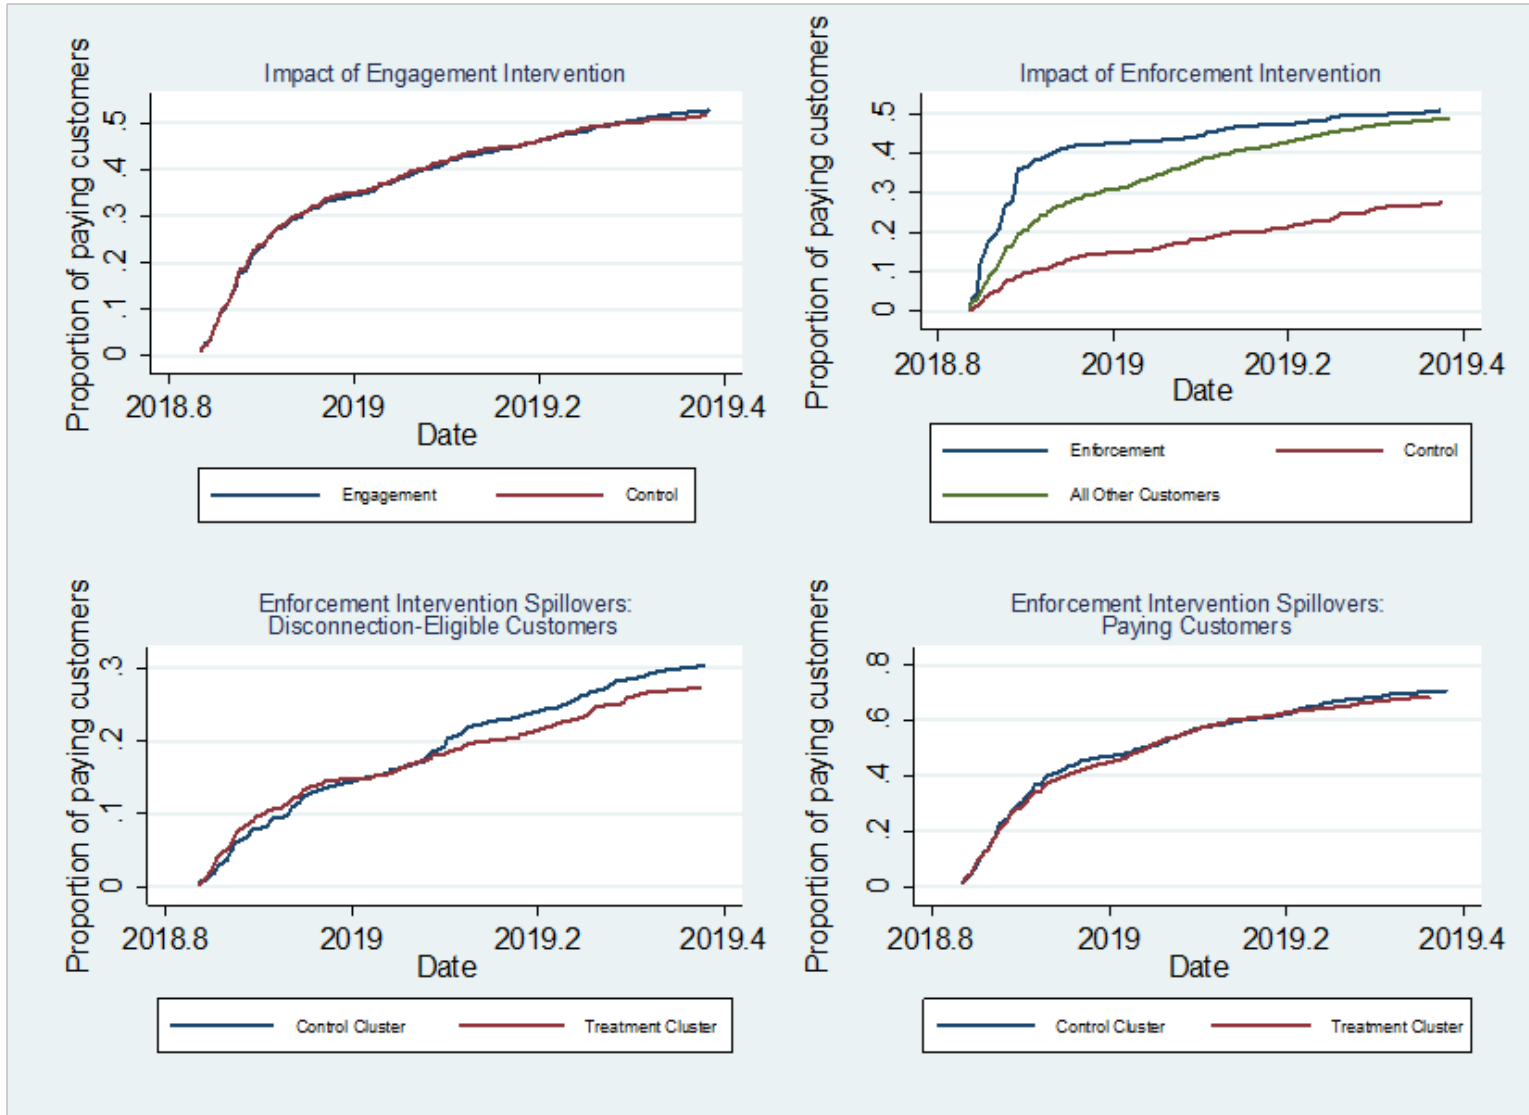 Impact of Engagement Intervention
Proportion of paying customers
.5
.4
.3
.2
.1
0
2018.8 2019 2019.2 2019.4
Date
Engagement Control
Impact of Enforcement Intervention
Proportion of paying customers
.5
.4
.3
.2
.1
0
2018.8 2019 2019.2 2019.4
Date
Enforcement Control
All Other Customers
Enforcement Intervention Spillovers:
Disconnection-Eligible Customers
Proportion of paying customers
.3
.2
.1
0
2018.8 2019 2019.2 2019.4
Date
Control Cluster Treatment Cluster
Enforcement Intervention Spillovers:
Paying Customers
Proportion of paying customers
.8
.6
.4
.2
0
2018.8 2019 2019.2 2019.4
Date
Control Cluster Treatment Cluster